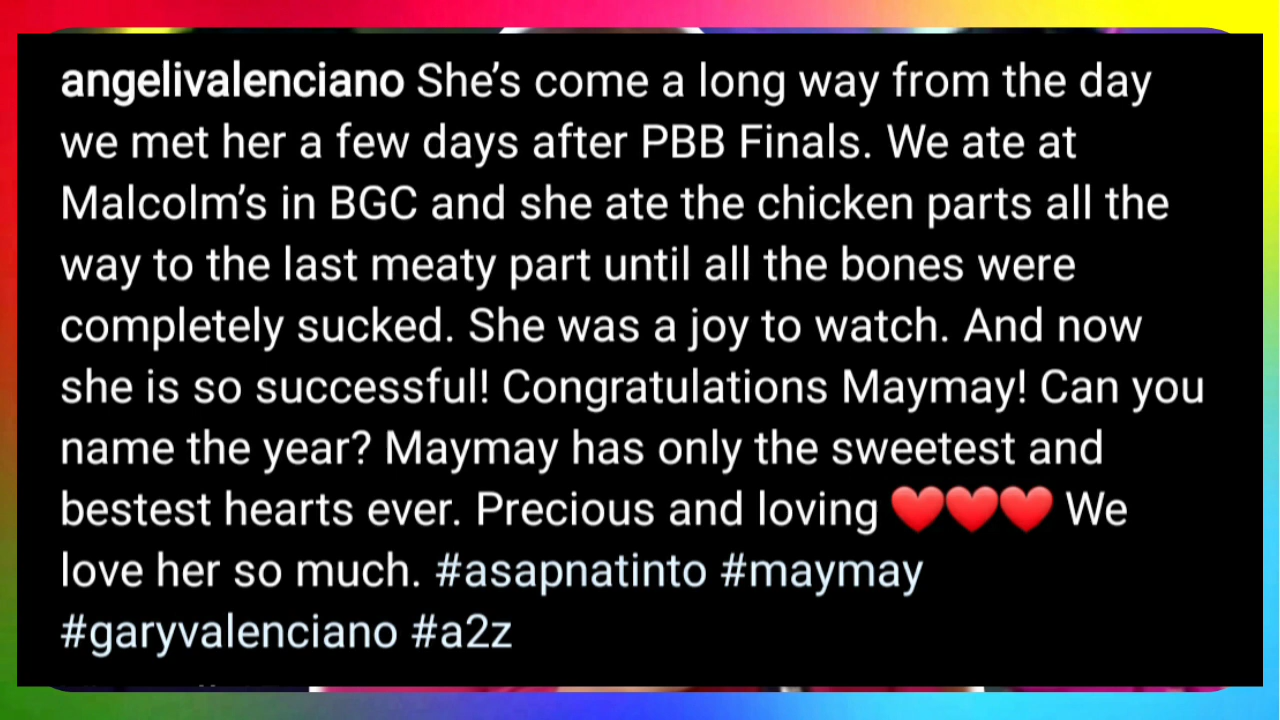 angelivalenciano She's come a long way from the day
we met her a few days after PBB Finals. We ate at
Malcolm's in BGC and she ate the chicken parts all the
way to the last meaty part until all the bones were
completely sucked. She was a joy to watch. And now
she is so successful! Congratulations Maymay! Can you
name the year? Maymay has only the sweetest and
bestest hearts ever. Precious and loving ❤️❤️❤️ We
love her so much. #asapnatinto #maymay
#garyvalenciano #a2z